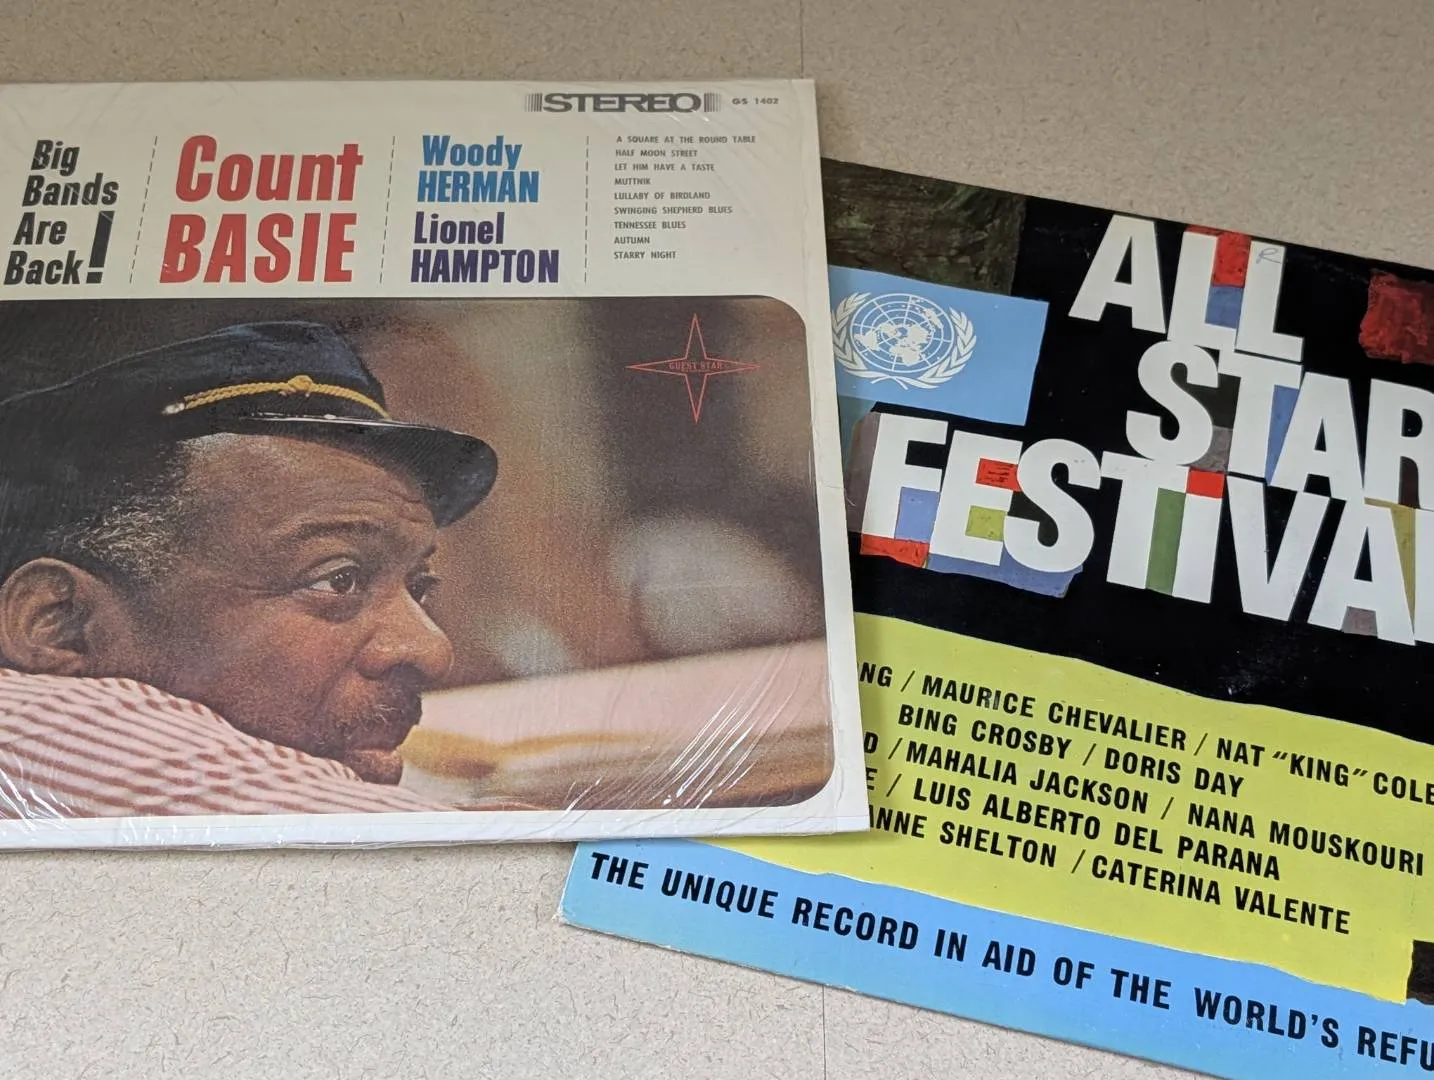 STEREO GS 1402
Big
Bands
Are
Back!
Count
BASIE
Woody
HERMAN
Lionel
HAMPTON
A SQUARE AT THE ROUND TABLE
HALF MOON STREET
LET HIM HAVE A TASTE
MUTTNIK
LULLABY OF BIRDLAND
SWINGING SHEPHERD BLUES
TENNESSEE BLUES
AUTUMN
STARRY NIGHT
GUEST STAR
ALL
STAR
FESTIVAL
NG / MAURICE CHEVALIER / NAT "KING" COLE
BING CROSBY / DORIS DAY
D / MAHALIA JACKSON / NANA MOUSKOURI
E / LUIS ALBERTO DEL PARANA
ANNE SHELTON / CATERINA VALENTE
THE UNIQUE RECORD IN AID OF THE WORLD'S REFU